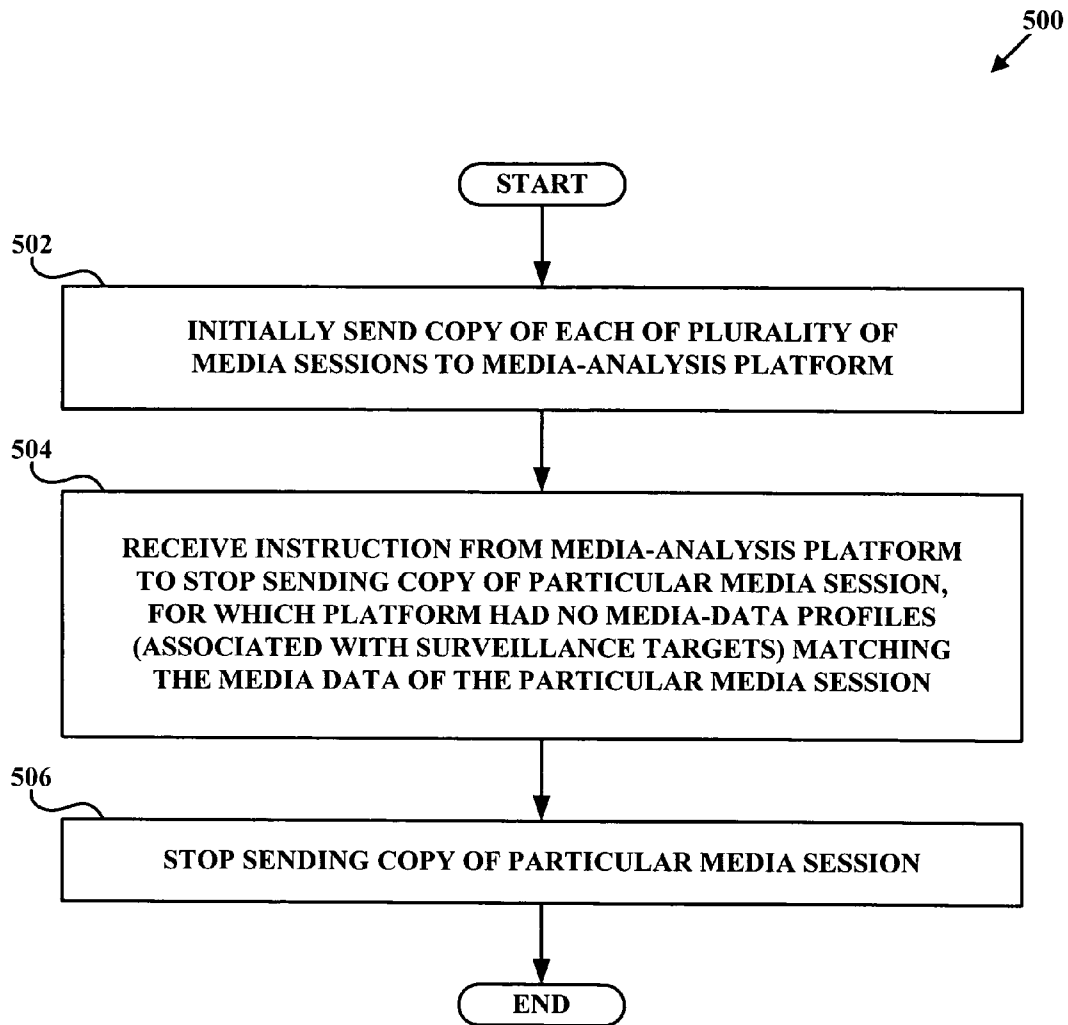 500
START
502
INITIALLY SEND COPY OF EACH OF PLURALITY OF
MEDIA SESSIONS TO MEDIA-ANALYSIS PLATFORM
504
RECEIVE INSTRUCTION FROM MEDIA-ANALYSIS PLATFORM
TO STOP SENDING COPY OF PARTICULAR MEDIA SESSION,
FOR WHICH PLATFORM HAD NO MEDIA-DATA PROFILES
(ASSOCIATED WITH SURVEILLANCE TARGETS) MATCHING
THE MEDIA DATA OF THE PARTICULAR MEDIA SESSION
506
STOP SENDING COPY OF PARTICULAR MEDIA SESSION
END